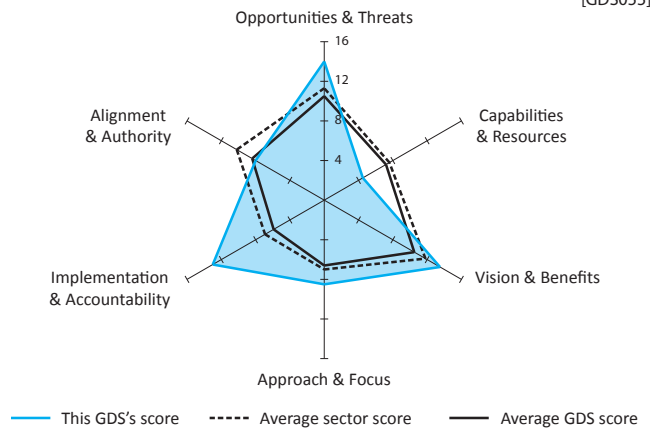 Opportunities & Threats
16
12
8
4
Alignment
& Authority
Capabilities
& Resources
Implementation
& Accountability
Vision & Benefits
Approach & Focus
This GDS's score
Average sector score
Average GDS score